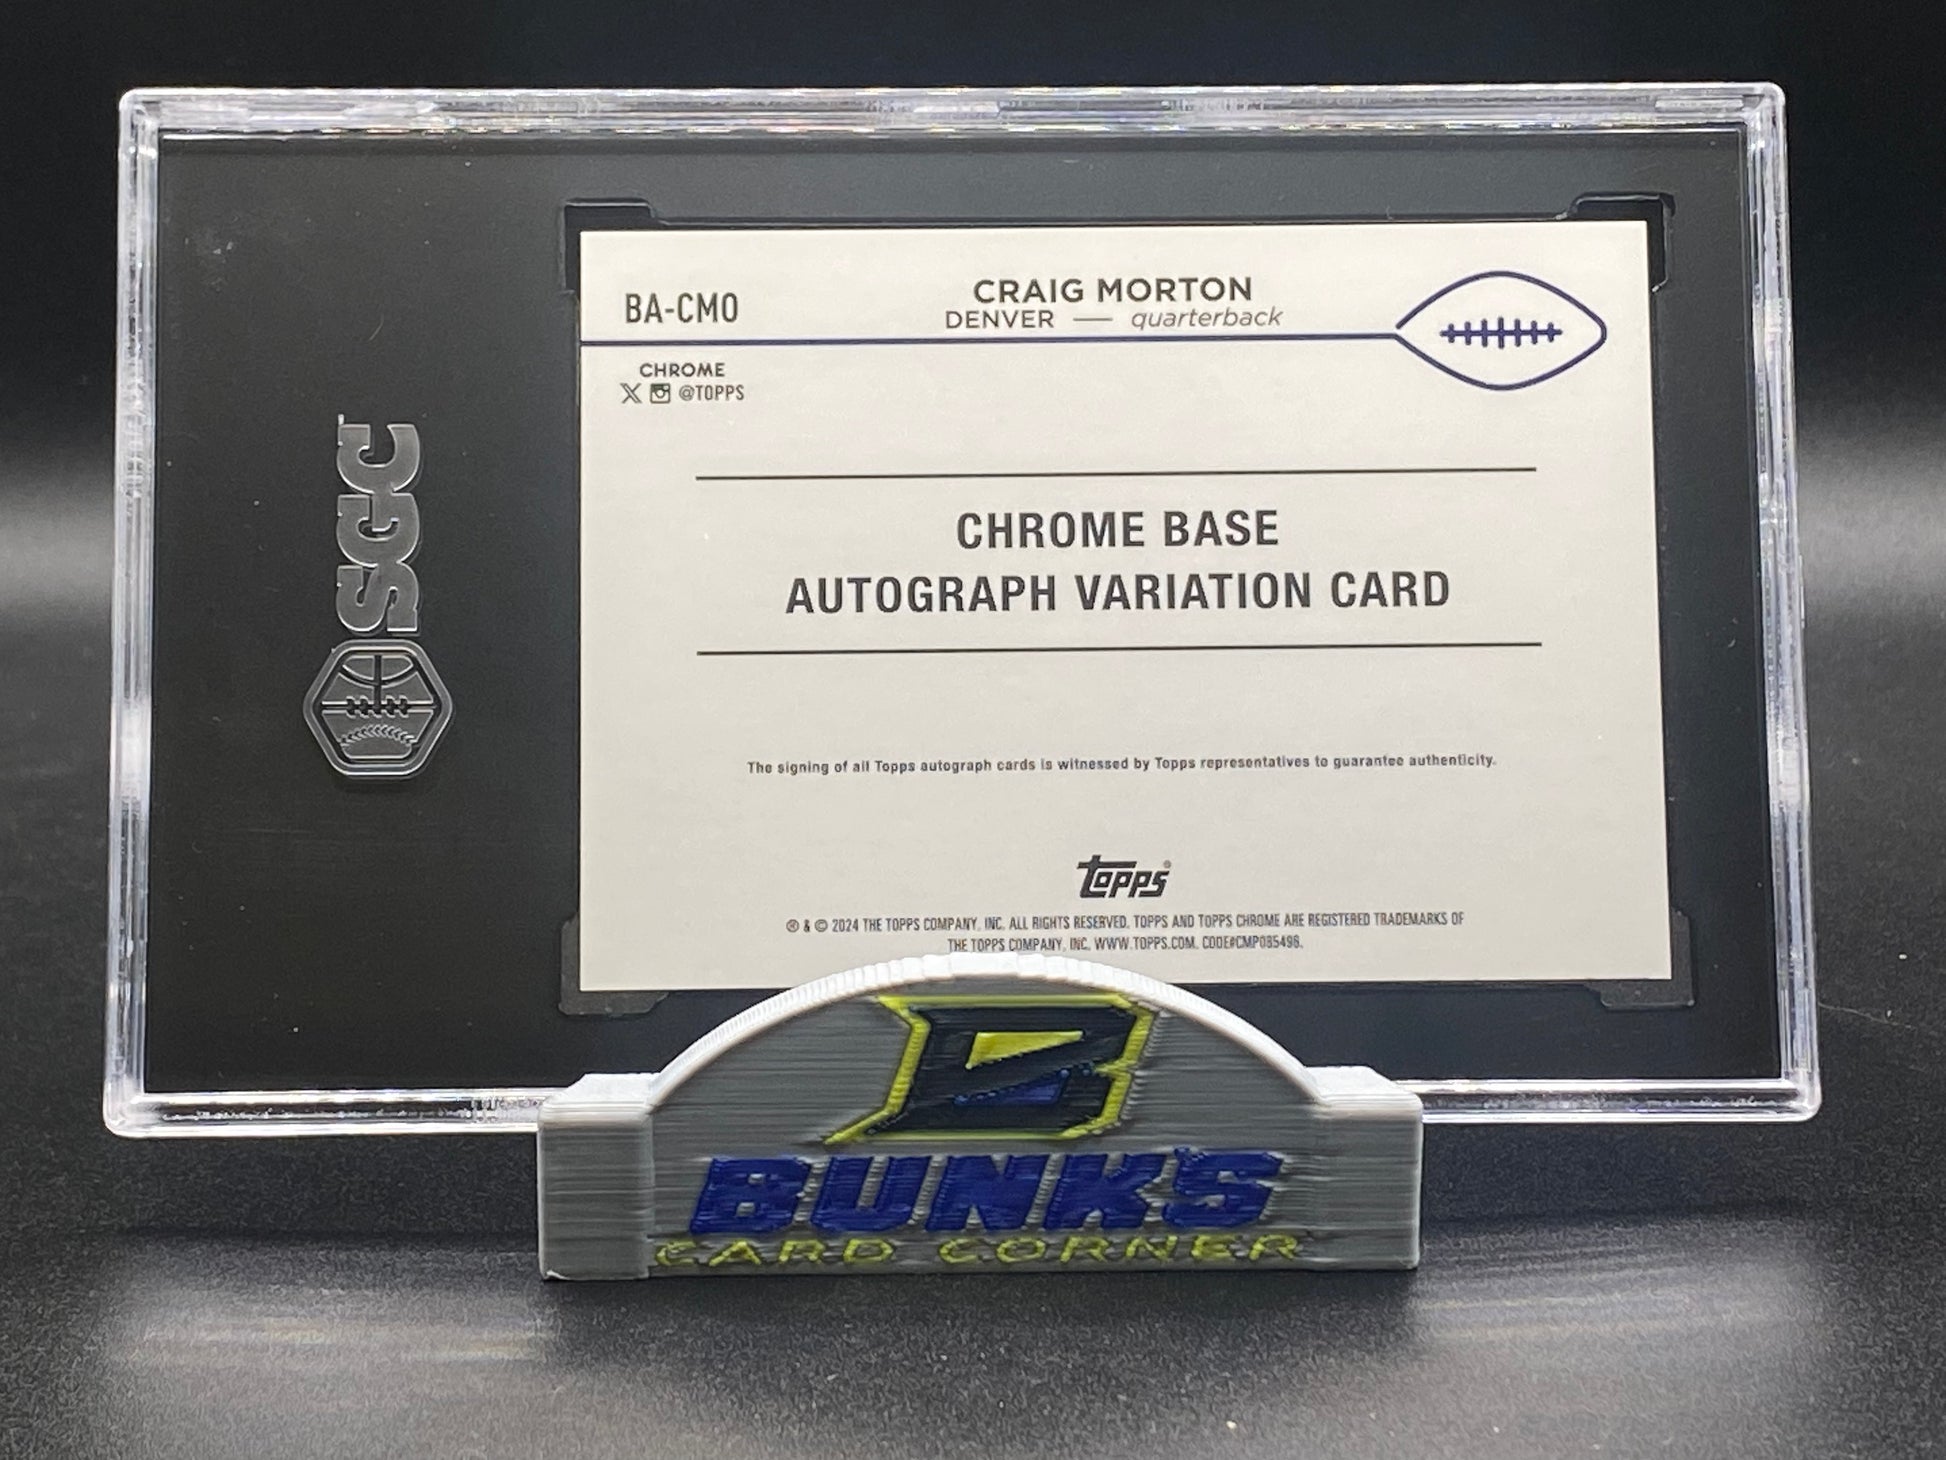 SGC
BA-CMO
CRAIG MORTON
DENVER — quarterback
CHROME
@TOPPS
CHROME BASE
AUTOGRAPH VARIATION CARD
The signing of all Topps autograph cards is witnessed by Topps representatives to guarantee authenticity.
Topps®
® & © 2024 THE TOPPS COMPANY, INC. ALL RIGHTS RESERVED. TOPPS AND TOPPS CHROME ARE REGISTERED TRADEMARKS OF
THE TOPPS COMPANY, INC. WWW.TOPPS.COM. CODE#CMP085498.
B
BUNK'S
CARD CORNER